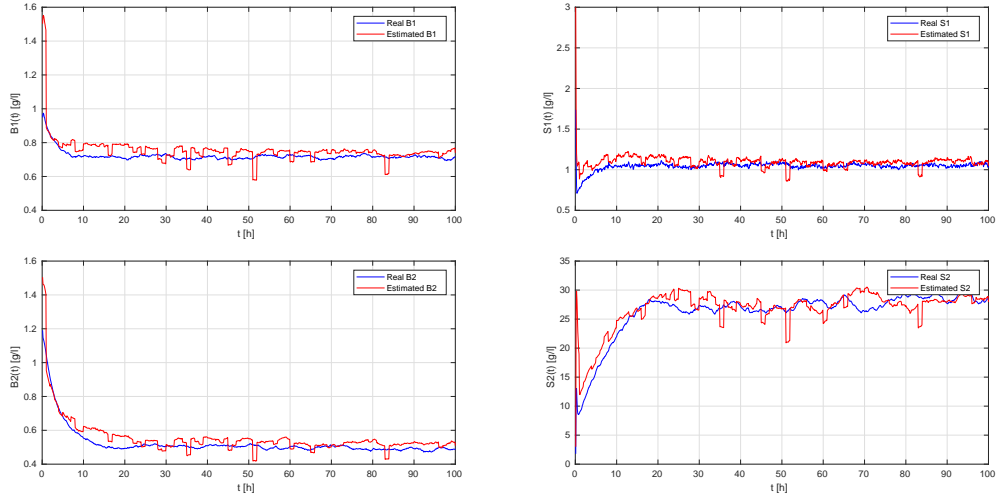 1.6
1.4
1.2
1
0.8
0.6
0.4
B1(t) [g/l]
0 10 20 30 40 50 60 70 80 90 100
t [h]
Real B1
Estimated B1
3
2.5
2
1.5
1
0.5
S1(t) [g/l]
0 10 20 30 40 50 60 70 80 90 100
t [h]
Real S1
Estimated S1
1.6
1.4
1.2
1
0.8
0.6
0.4
B2(t) [g/l]
0 10 20 30 40 50 60 70 80 90 100
t [h]
Real B2
Estimated B2
35
30
25
20
15
10
5
0
S2(t) [g/l]
0 10 20 30 40 50 60 70 80 90 100
t [h]
Real S2
Estimated S2